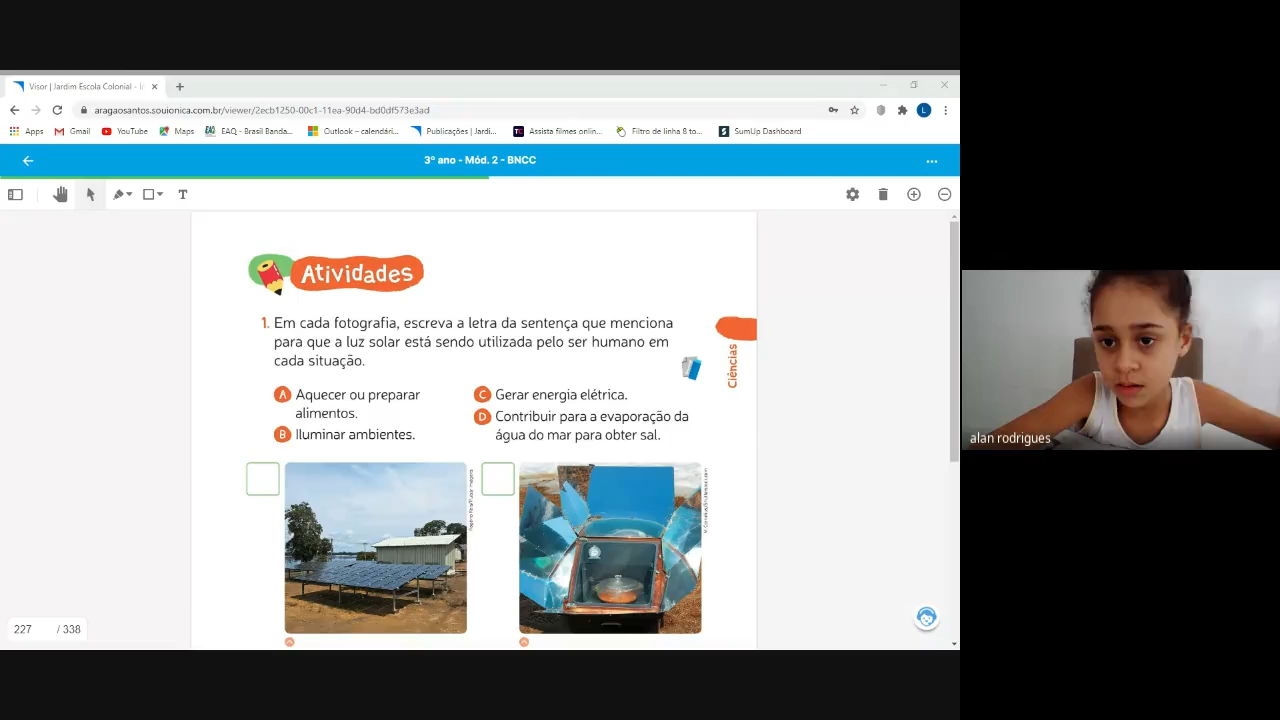 Visor | Jardim Escola Colonial - I
aragaosantos.souionica.com.br/viewer/2ecb1250-00c1-11ea-90d4-bd0df573e3ad
L
Apps Gmail YouTube Maps EAQ - Brasil Banda... Outlook – calendári... Publicações | Jardi... Assista filmes onlin... Filtro de linha 8 to... SumUp Dashboard
3º ano - Mód. 2 - BNCC
T
Atividades
1. Em cada fotografia, escreva a letra da sentença que menciona
para que a luz solar está sendo utilizada pelo ser humano em
cada situação.
Ciências
A Aquecer ou preparar
alimentos.
B Iluminar ambientes.
C Gerar energia elétrica.
D Contribuir para a evaporação da
água do mar para obter sal.
227 / 338
alan rodrigues